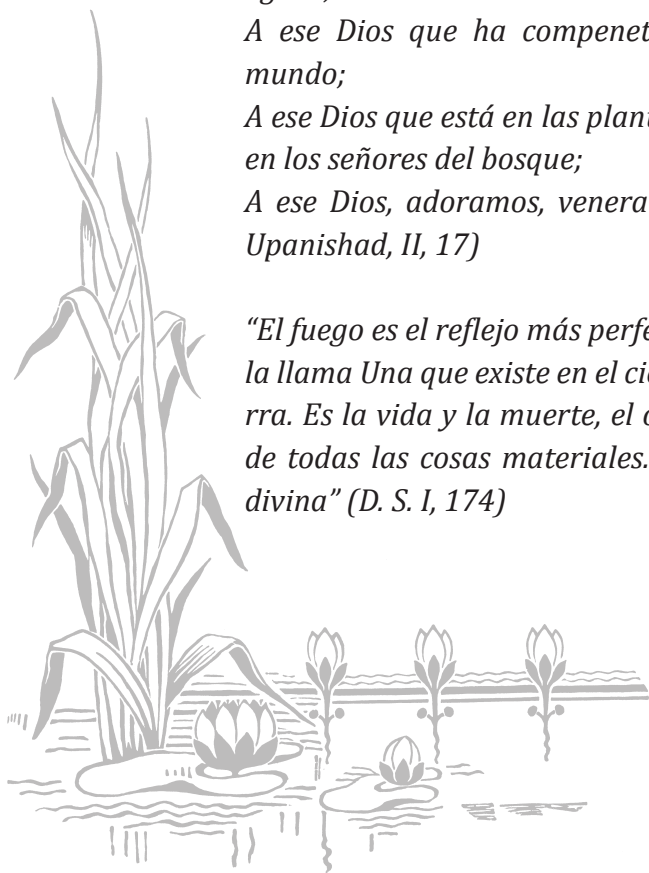 A ese Dios que ha compenet
mundo;
A ese Dios que está en las plan
en los señores del bosque;
A ese Dios, adoramos, venera
Upanishad, II, 17)
“El fuego es el reflejo más perfe
la llama Una que existe en el
rra. Es la vida y la muerte, el
de todas las cosas materiales.
divina” (D. S. I, 174)